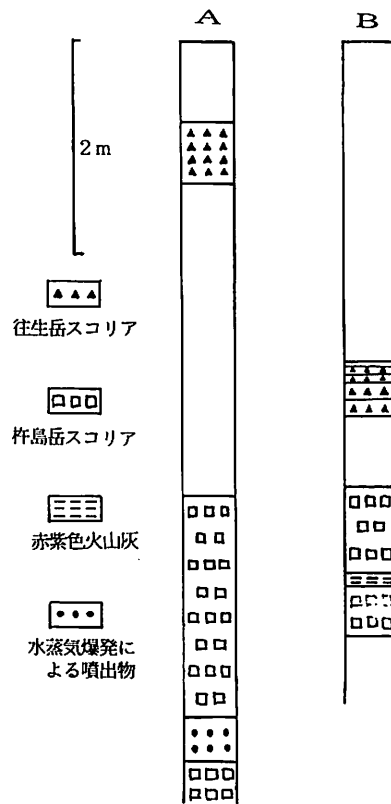 A
B
2m
往生岳スコリア
杵島岳スコリア
赤紫色火山灰
水蒸気爆発に
よる噴出物